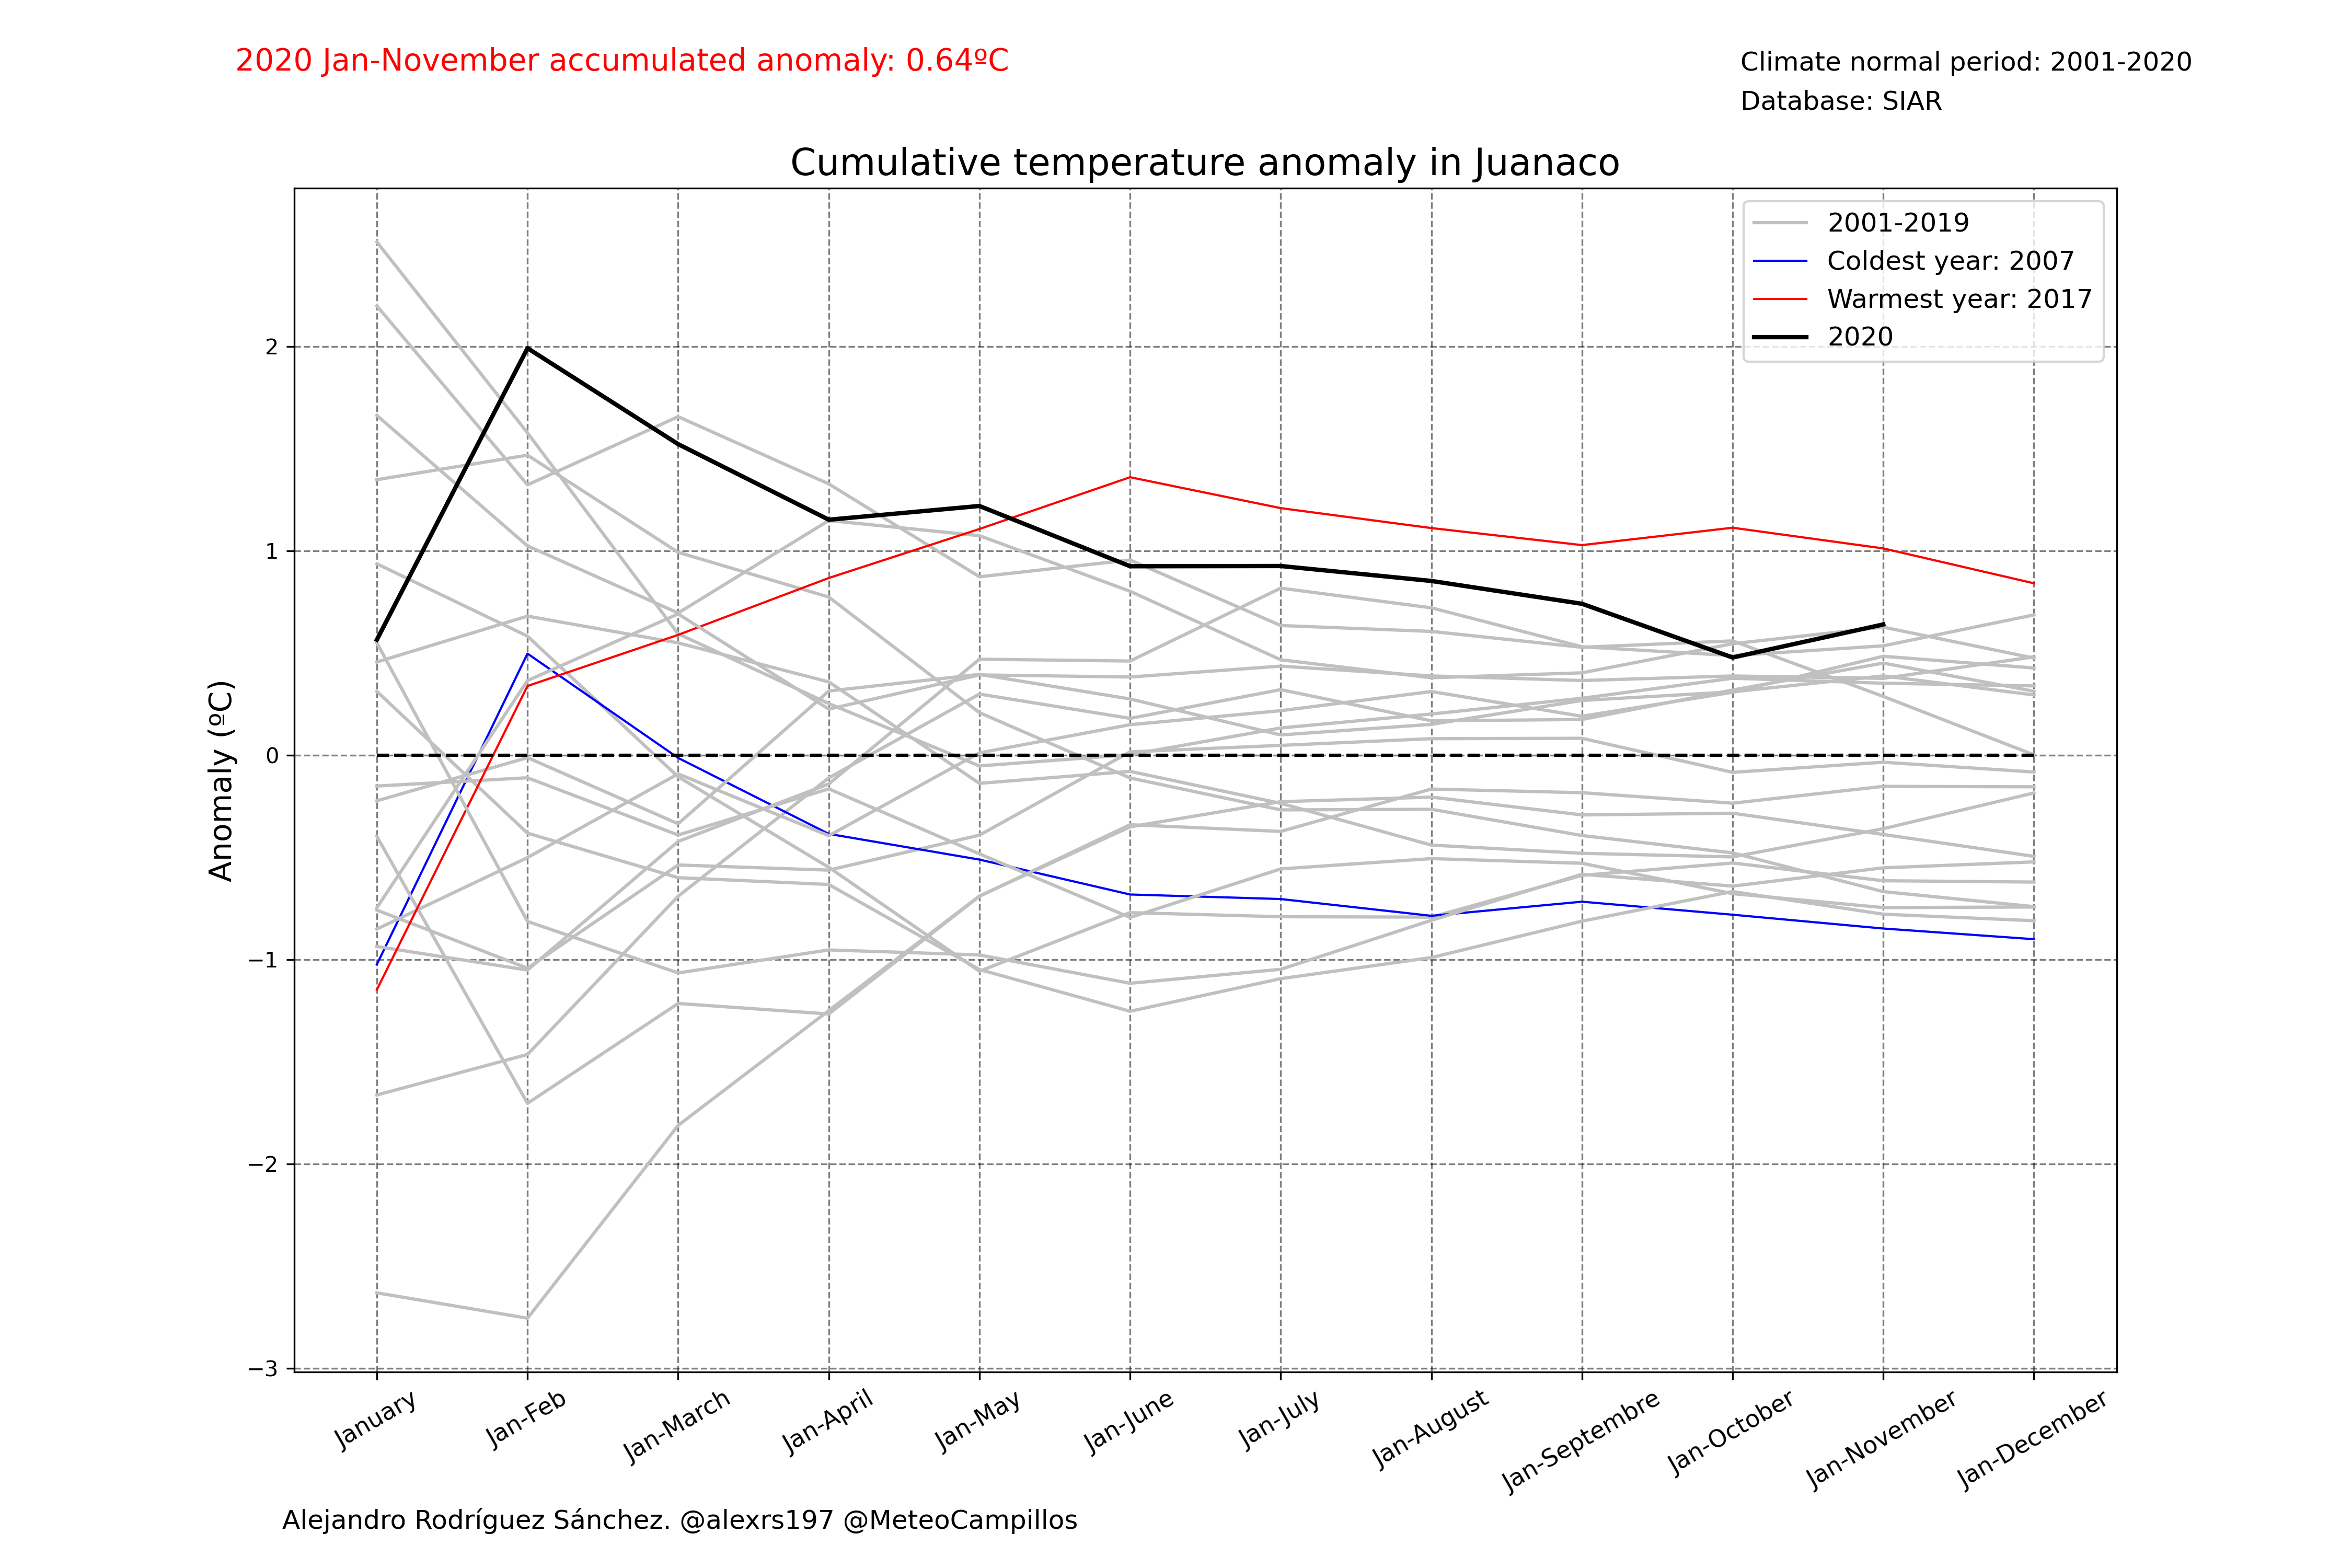 2020 Jan-November accumulated anomaly: 0.64ºC
Climate normal period: 2001-2020
Database: SIAR
Cumulative temperature anomaly in Juanaco
2001-2019
Coldest year: 2007
Warmest year: 2017
2020
Anomaly (ºC)
2
1
0
−1
−2
−3
January
Jan-Feb
Jan-March
Jan-April
Jan-May
Jan-June
Jan-July
Jan-August
Jan-Septembre
Jan-October
Jan-November
Jan-December
Alejandro Rodríguez Sánchez. @alexrs197 @MeteoCampillos